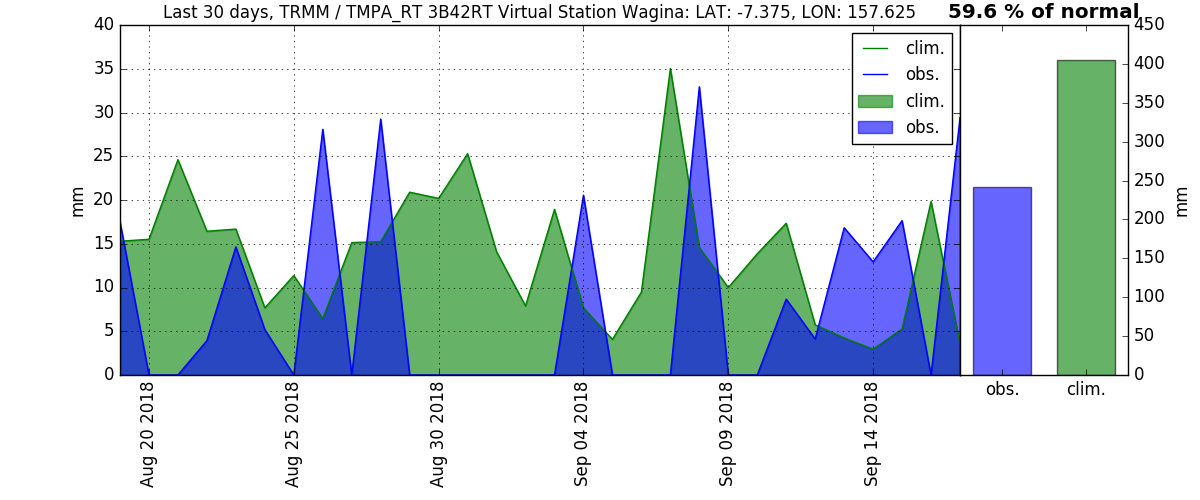 Last 30 days, TRMM / TMPA_RT 3B42RT Virtual Station Wagina: LAT: -7.375, LON: 157.625
59.6 % of normal
40
35
30
25
20
15
10
5
0
mm
clim.
obs.
clim.
obs.
450
400
350
300
250
200
150
100
50
0
mm
obs.
clim.
Aug 20 2018
Aug 25 2018
Aug 30 2018
Sep 04 2018
Sep 09 2018
Sep 14 2018